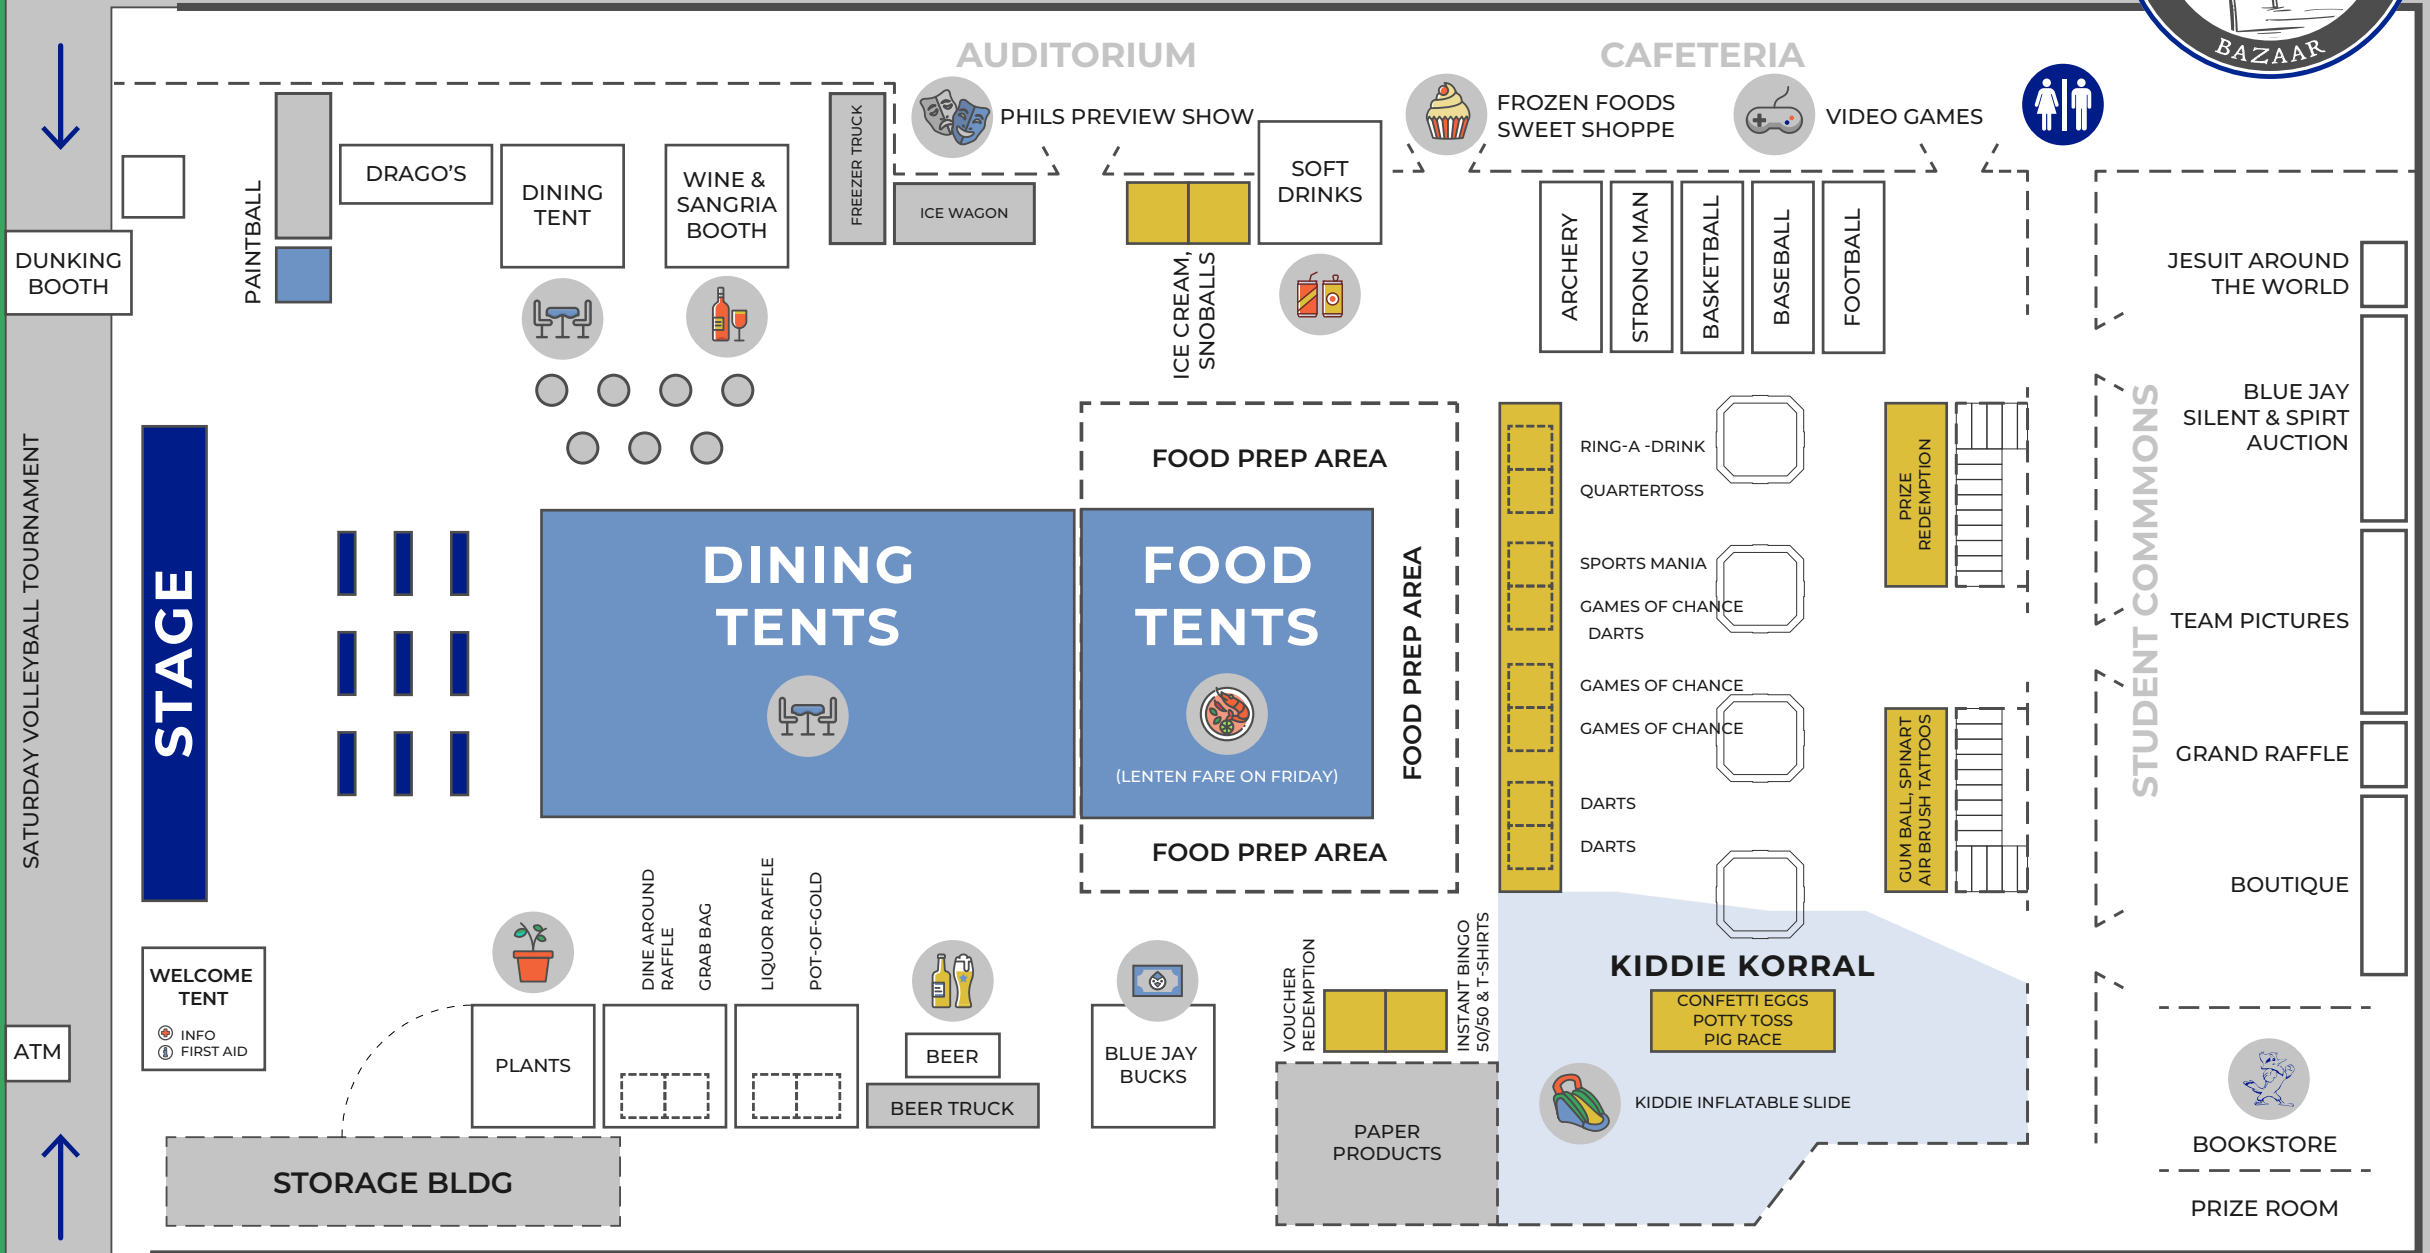 BAZAAR
AUDITORIUM
CAFETERIA
PHILS PREVIEW SHOW
FROZEN FOODS
SWEET SHOPPE
VIDEO GAMES
DUNKING
BOOTH
PAINTBALL
DRAGO'S
DINING
TENT
WINE &
SANGRIA
BOOTH
FREEZER TRUCK
ICE WAGON
ICE CREAM,
SNOBALLS
SOFT
DRINKS
ARCHERY
STRONG MAN
BASKETBALL
BASEBALL
FOOTBALL
JESUIT AROUND
THE WORLD
BLUE JAY
SILENT & SPIRT
AUCTION
TEAM PICTURES
GRAND RAFFLE
BOUTIQUE
STUDENT COMMMONS
SATURDAY VOLLEYBALL TOURNAMENT
STAGE
DINING
TENTS
FOOD PREP AREA
FOOD
TENTS
(LENTEN FARE ON FRIDAY)
FOOD PREP AREA
FOOD PREP AREA
RING-A -DRINK
QUARTERTOSS
SPORTS MANIA
GAMES OF CHANCE
DARTS
GAMES OF CHANCE
GAMES OF CHANCE
DARTS
DARTS
PRIZE
REDEMPTION
GUM BALL, SPINART
AIR BRUSH TATTOOS
WELCOME
TENT
INFO
FIRST AID
ATM
PLANTS
DINE AROUND
RAFFLE
GRAB BAG
LIQUOR RAFFLE
POT-OF-GOLD
BEER
BEER TRUCK
BLUE JAY
BUCKS
VOUCHER
REDEMPTION
INSTANT BINGO
50/50 & T-SHIRTS
KIDDIE KORRAL
CONFETTI EGGS
POTTY TOSS
PIG RACE
KIDDIE INFLATABLE SLIDE
PAPER
PRODUCTS
STORAGE BLDG
BOOKSTORE
PRIZE ROOM